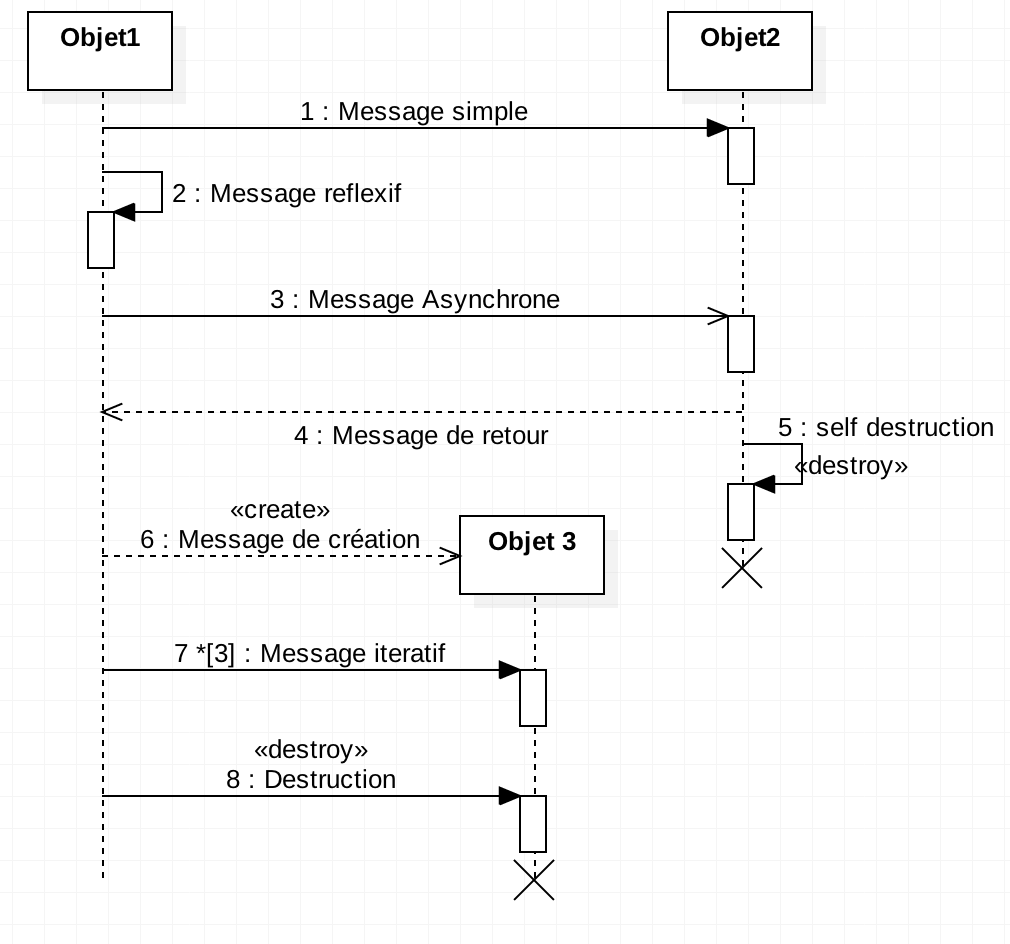 Objet1
Objet2
1 : Message simple
2 : Message reflexif
3 : Message Asynchrone
4 : Message de retour
5 : self destruction
«destroy»
«create»
6 : Message de création
Objet 3
7 *[3] : Message iteratif
«destroy»
8 : Destruction